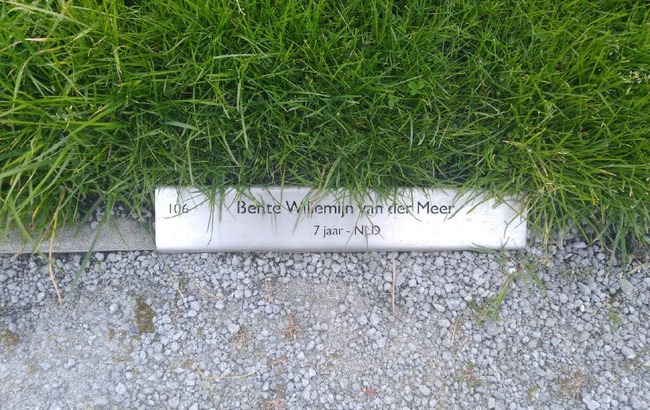 106 Bente Willemijn van der Meer
7 jaar - NLD